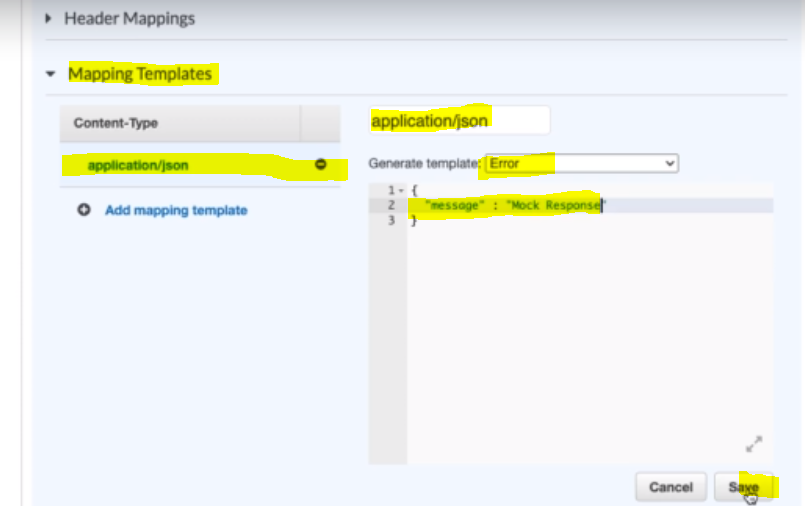 Header Mappings
Mapping Templates
Content-Type
application/json
Add mapping template
application/json
Generate template: Error
1 {
2 "message" : "Mock Response"
3 }
Cancel Save